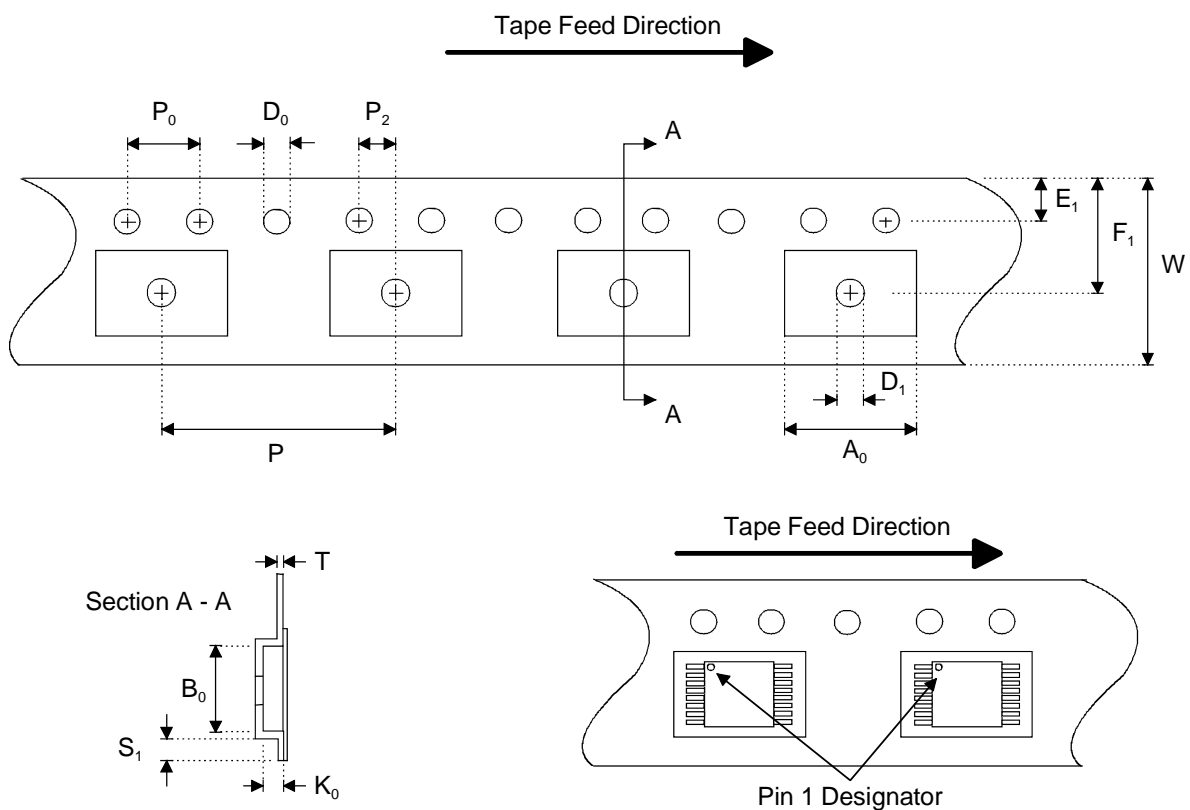 Tape Feed Direction
P₀ D₀ P₂ A
E₁
F₁
W
D₁
A
P A₀
Tape Feed Direction
T
Section A - A
B₀
S₁
K₀
Pin 1 Designator